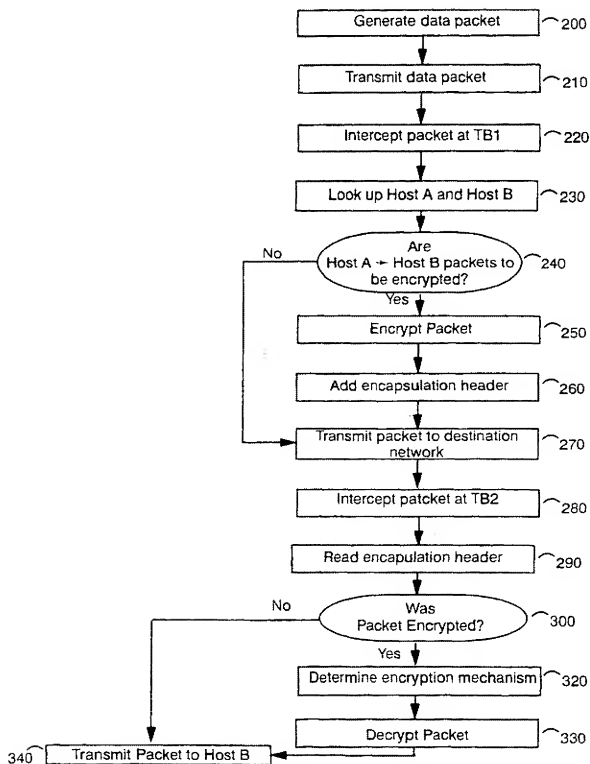 Generate data packet
200
Transmit data packet
210
Intercept packet at TB1
220
Look up Host A and Host B
230
No
Are
Host A → Host B packets to
be encrypted?
240
Yes
Encrypt Packet
250
Add encapsulation header
260
Transmit packet to destination
network
270
Intercept patcket at TB2
280
Read encapulation header
290
No
Was
Packet Encrypted?
300
Yes
Determine encryption mechanism
320
Decrypt Packet
330
340
Transmit Packet to Host B